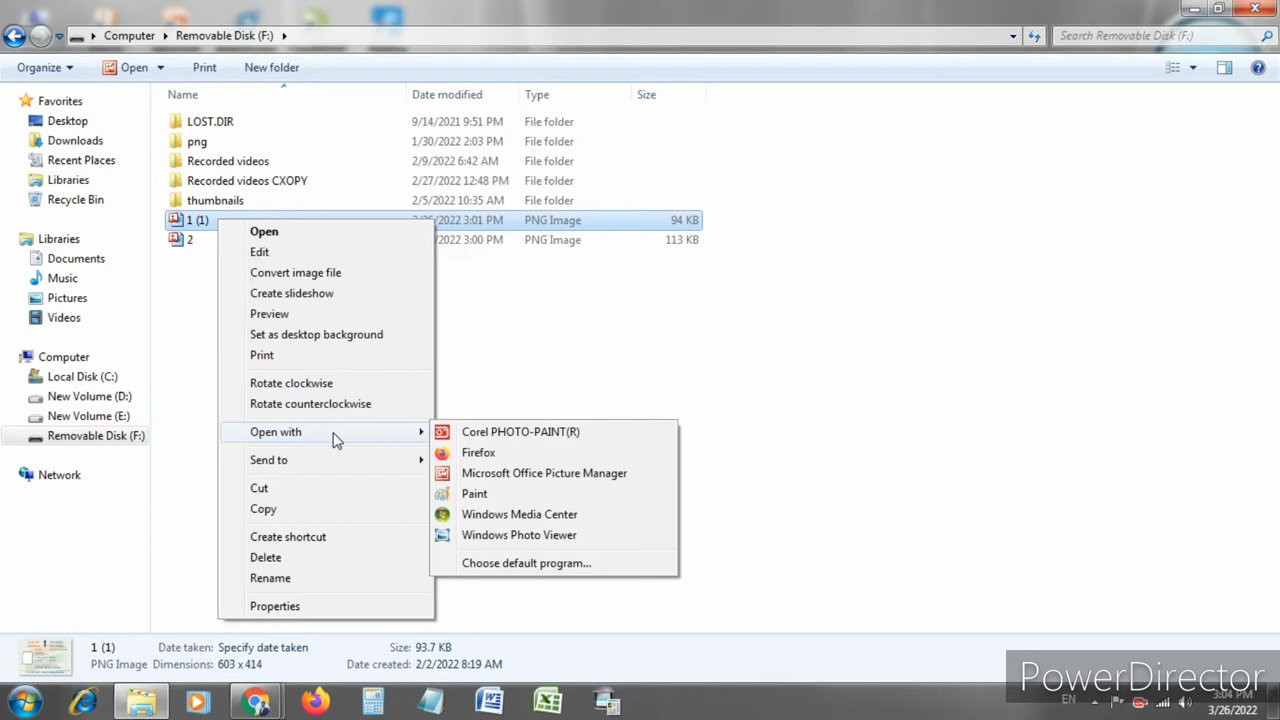 Computer Removable Disk (F:) Search Removable Disk (F:)
Organize Open Print New folder
Favorites
Desktop
Downloads
Recent Places
Libraries
Recycle Bin
Libraries
Documents
Music
Pictures
Videos
Computer
Local Disk (C:)
New Volume (D:)
New Volume (E:)
Removable Disk (F:)
Network
Name Date modified Type Size
LOST.DIR 9/14/2021 9:51 PM File folder
png 1/30/2022 2:03 PM File folder
Recorded videos 2/9/2022 6:42 AM File folder
Recorded videos CXOPY 2/27/2022 12:48 PM File folder
thumbnails 2/5/2022 10:35 AM File folder
1 (1) 3:01 PM PNG Image 94 KB
2 3:00 PM PNG Image 113 KB
Open
Edit
Convert image file
Create slideshow
Preview
Set as desktop background
Print
Rotate clockwise
Rotate counterclockwise
Open with
Send to
Cut
Copy
Create shortcut
Delete
Rename
Properties
Corel PHOTO-PAINT(R)
Firefox
Microsoft Office Picture Manager
Paint
Windows Media Center
Windows Photo Viewer
Choose default program...
1 (1) Date taken: Specify date taken Size: 93.7 KB
PNG Image Dimensions: 603 x 414 Date created: 2/2/2022 8:19 AM
PowerDirector
EN 3:04 PM
3/26/2022